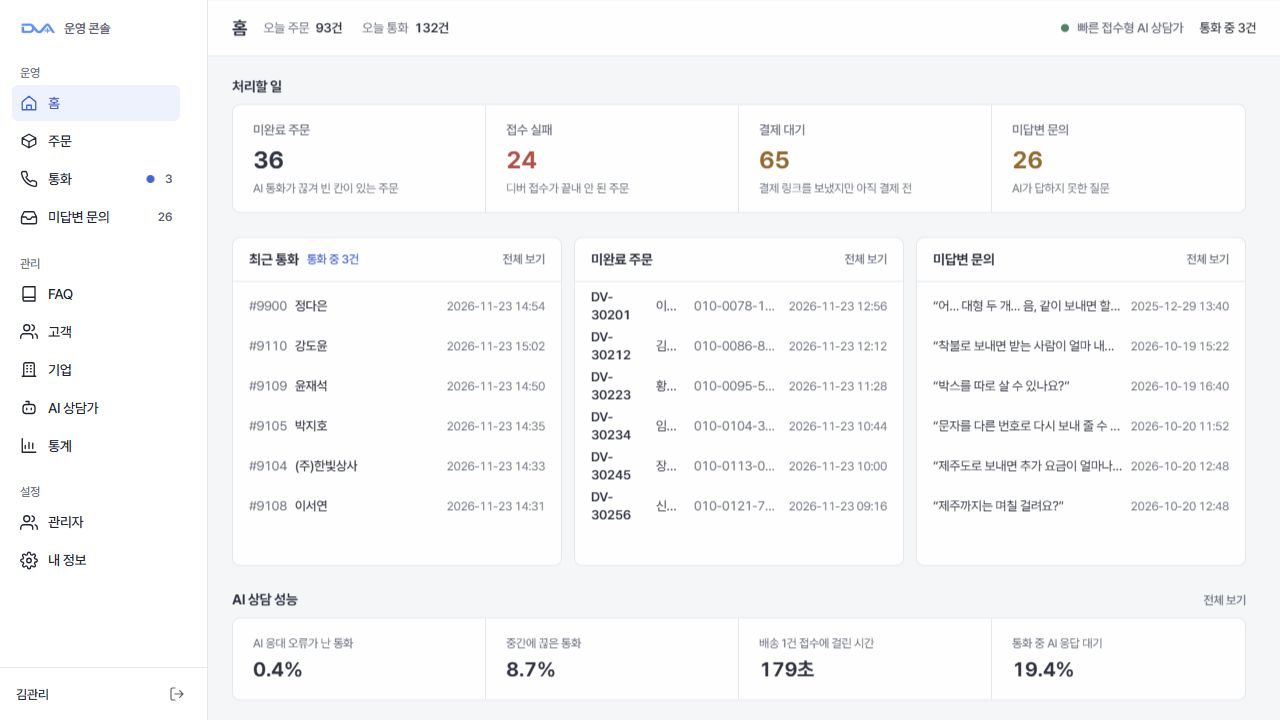 DVA 운영 콘솔
운영
홈
주문
통화 3
미답변 문의 26
관리
FAQ
고객
기업
AI 상담가
통계
설정
관리자
내 정보
김관리
홈 오늘 주문 93건 오늘 통화 132건
빠른 접수형 AI 상담가 통화 중 3건
처리할 일
미완료 주문
36
AI 통화가 끊겨 빈 칸이 있는 주문
접수 실패
24
디버 접수가 끝내 안 된 주문
결제 대기
65
결제 링크를 보냈지만 아직 결제 전
미답변 문의
26
AI가 답하지 못한 질문
최근 통화 통화 중 3건 전체 보기
#9900 정다은 2026-11-23 14:54
#9110 강도윤 2026-11-23 15:02
#9109 윤재석 2026-11-23 14:50
#9105 박지호 2026-11-23 14:35
#9104 (주)한빛상사 2026-11-23 14:33
#9108 이서연 2026-11-23 14:31
미완료 주문 전체 보기
DV-30201 이... 010-0078-1... 2026-11-23 12:56
DV-30212 김... 010-0086-8... 2026-11-23 12:12
DV-30223 황... 010-0095-5... 2026-11-23 11:28
DV-30234 임... 010-0104-3... 2026-11-23 10:44
DV-30245 장... 010-0113-0... 2026-11-23 10:00
DV-30256 신... 010-0121-7... 2026-11-23 09:16
미답변 문의 전체 보기
“어... 대형 두 개... 음, 같이 보내면 할... 2025-12-29 13:40
“착불로 보내면 받는 사람이 얼마 내... 2026-10-19 15:22
“박스를 따로 살 수 있나요?” 2026-10-19 16:40
“문자를 다른 번호로 다시 보내 줄 수 ... 2026-10-20 11:52
“제주도로 보내면 추가 요금이 얼마나... 2026-10-20 12:48
“제주까지는 며칠 걸려요?” 2026-10-20 12:48
AI 상담 성능 전체 보기
AI 응대 오류가 난 통화
0.4%
중간에 끊은 통화
8.7%
배송 1건 접수에 걸린 시간
179초
통화 중 AI 응답 대기
19.4%